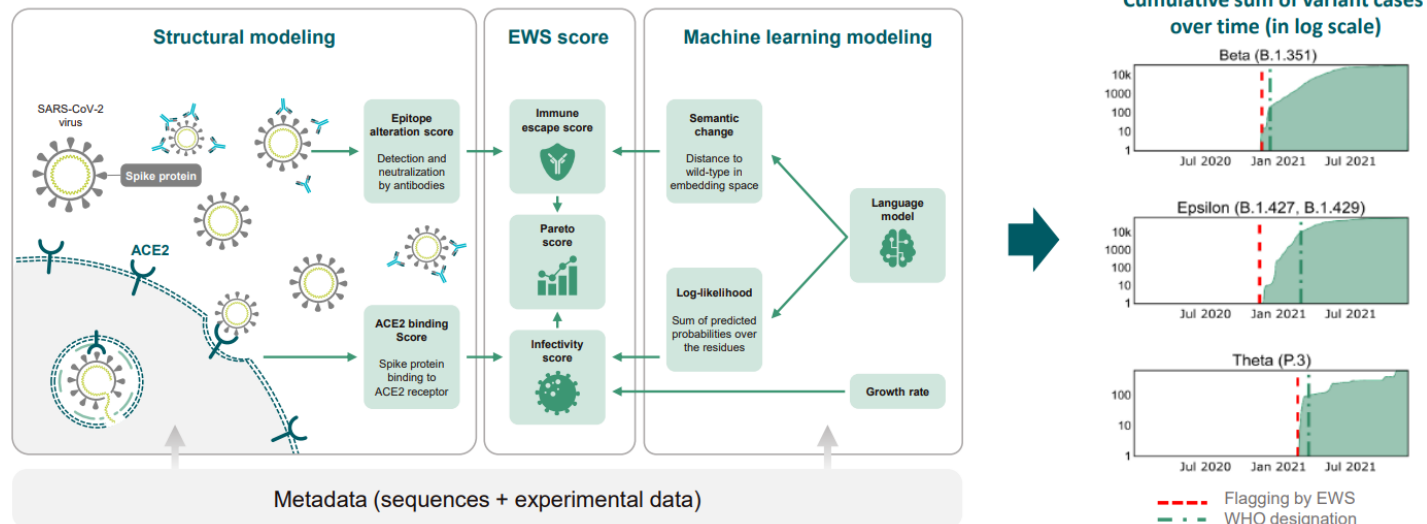 Structural modeling
SARS-CoV-2
virus
Spike protein
ACE2
Epitope
alteration score
Detection and
neutralization
by antibodies
ACE2 binding
Score
Spike protein
binding to
ACE2 receptor
EWS score
Immune
escape score
Pareto
score
Infectivity
score
Machine learning modeling
Semantic
change
Distance to
wild-type in
embedding space
Language
model
Log-likelihood
Sum of predicted
probabilities over
the residues
Growth rate
Metadata (sequences + experimental data)
Cumulative sum of variant cases
over time (in log scale)
Beta (B.1.351)
10k
1000
100
10
1
Jul 2020 Jan 2021 Jul 2021
Epsilon (B.1.427, B.1.429)
10k
1000
100
10
1
Jul 2020 Jan 2021 Jul 2021
Theta (P.3)
100
10
1
Jul 2020 Jan 2021 Jul 2021
Flagging by EWS
WHO designation